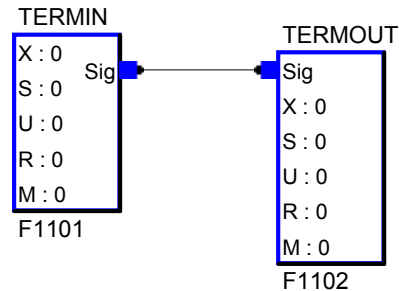 TERMIN
X : 0
Sig
S : 0
U : 0
R : 0
M : 0
F1101
TERMOUT
Sig
X : 0
S : 0
U : 0
R : 0
M : 0
F1102